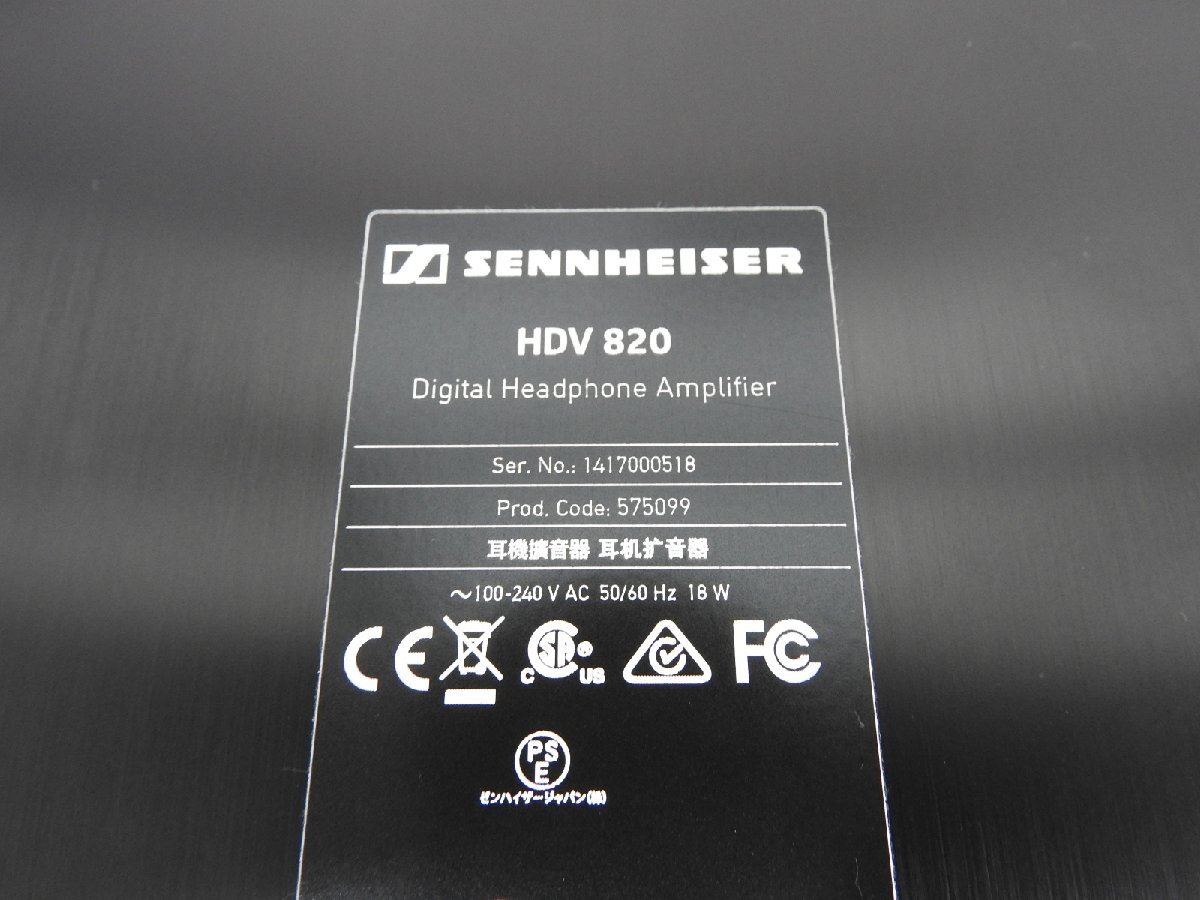 SENNHEISER
HDV 820
Digital Headphone Amplifier
Ser. No.: 1417000518
Prod. Code: 575099
耳機擴音器 耳机扩音器
~100-240 V AC 50/60 Hz 18 W
CE C SA ® US FC
PS
E
ゼンハイザージャパン(株)